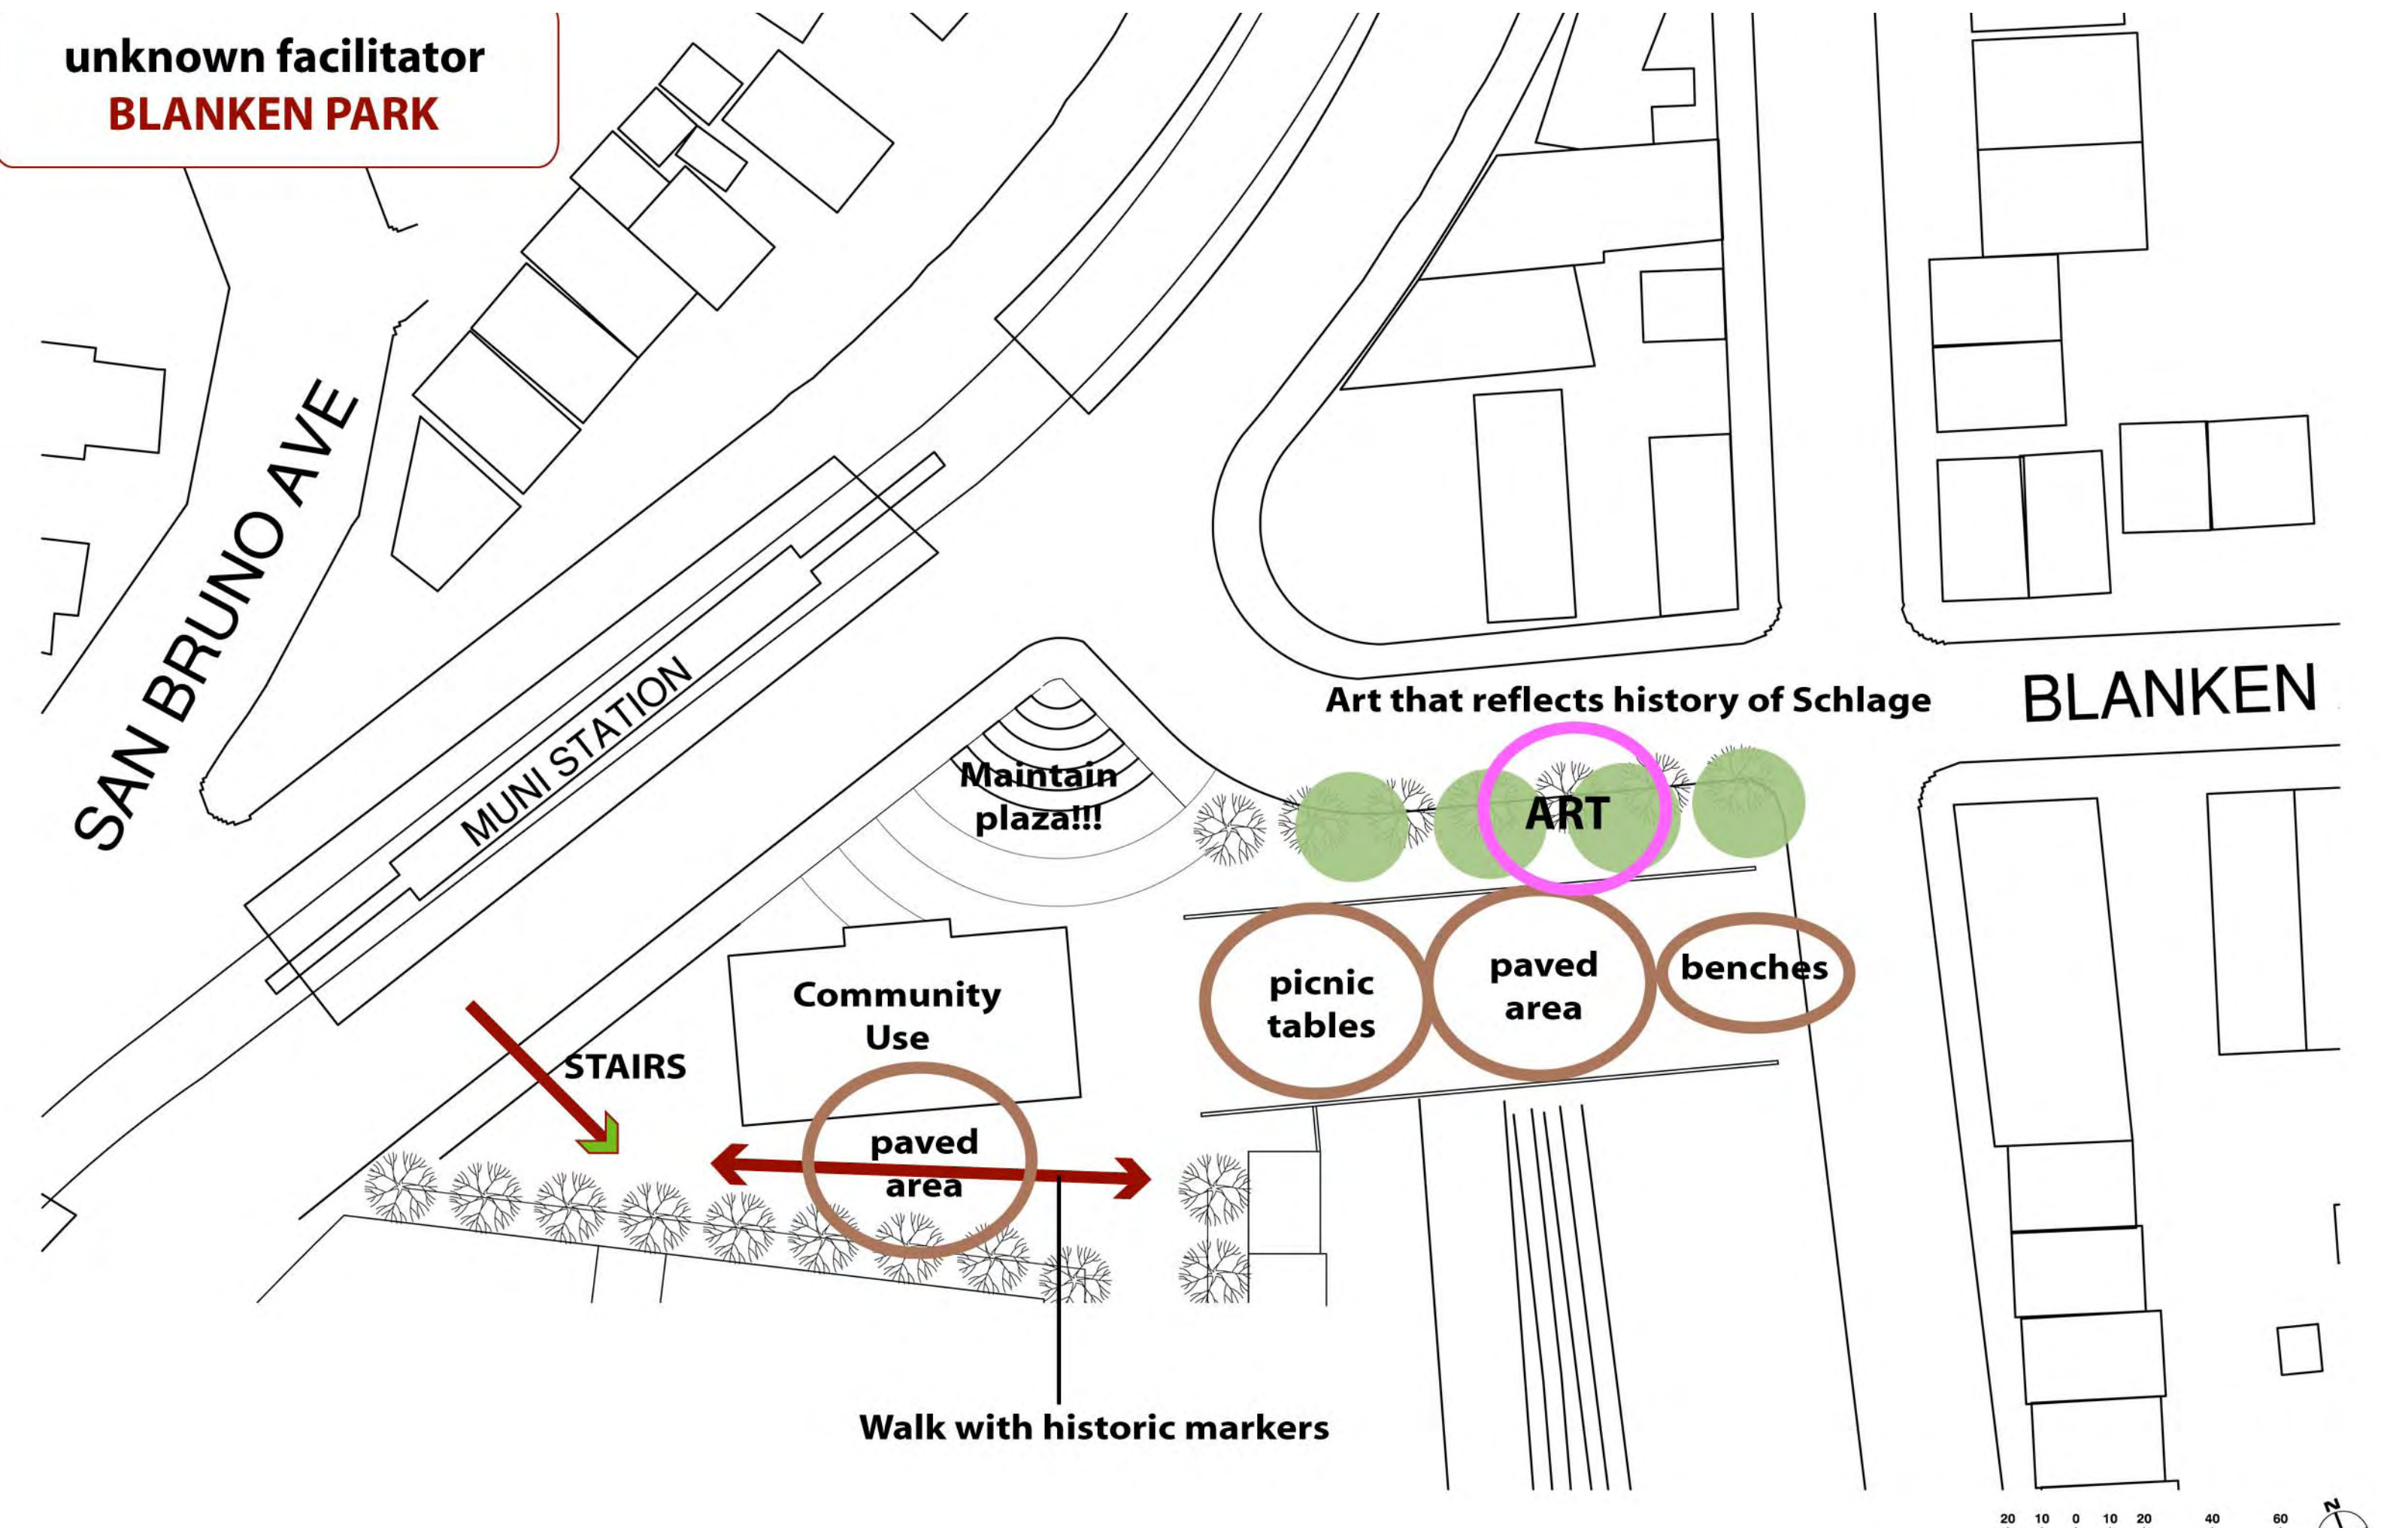 unknown facilitator
BLANKEN PARK
SAN BRUNO AVE
MUNI STATION
Art that reflects history of Schlage
BLANKEN
Maintain
plaza!!!
ART
Community
Use
picnic
tables
paved
area
benches
STAIRS
paved
area
Walk with historic markers
N
20 10 0 10 20 40 60